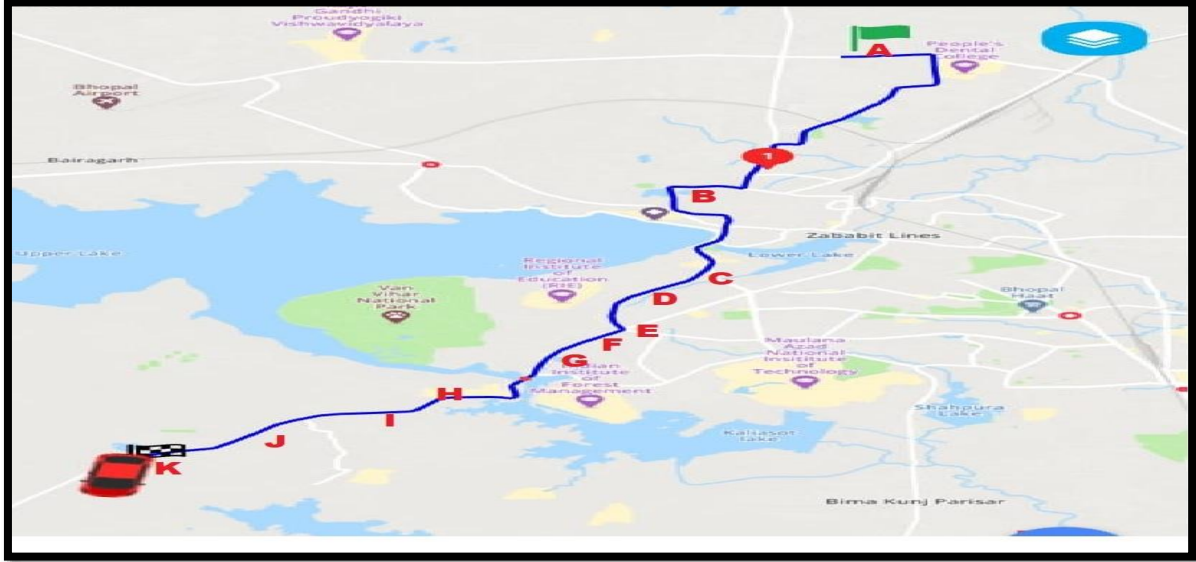 Gandhi
Proudyogiki
Vishwavidyalaya
A
People's
Dental
College
Bhopal
Airport
Bairagarh
1
B
Zababit Lines
Upper Lake
Lower Lake
Regional
Institute
of
Education
(RIE)
C
D
Van
Vihar
National
Park
Bhopal
Haat
E
F
G
Maulana
Azad
National
Institute
of
Technology
Indian
Institute
of
Forest
Management
H
I
J
K
Shahpura
Lake
Kaliasot
Lake
Bima Kunj Parisar